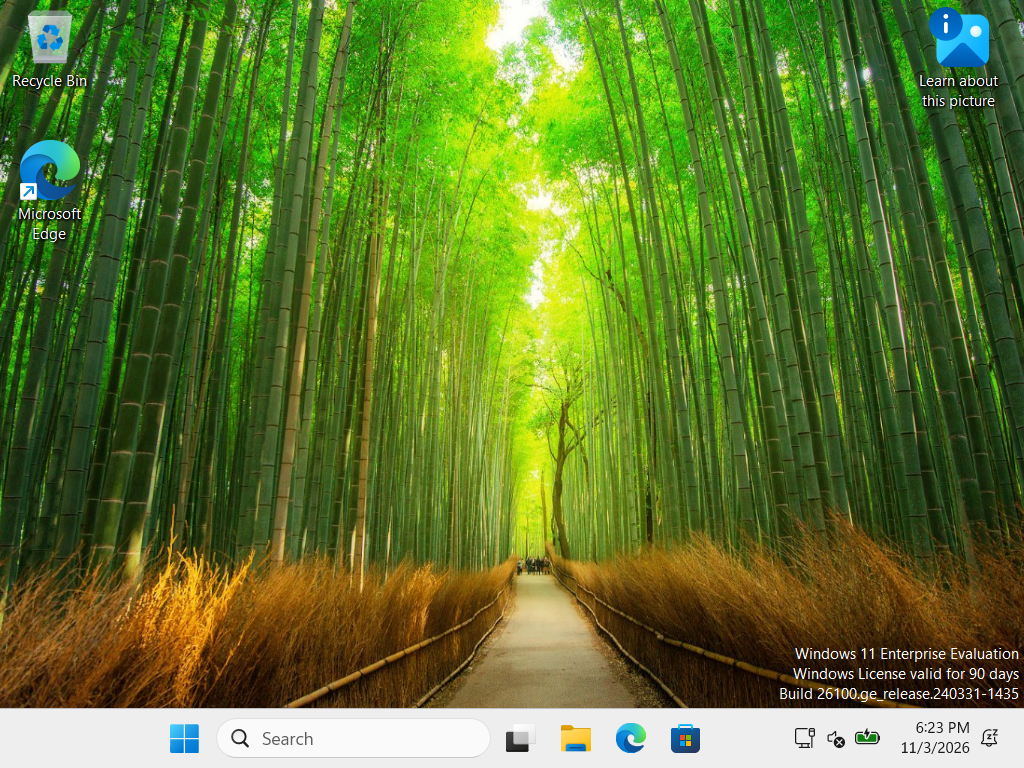 Recycle Bin
Learn about
this picture
Microsoft
Edge
Windows 11 Enterprise Evaluation
Windows License valid for 90 days
Build 26100.ge_release.240331-1435
Search
6:23 PM
11/3/2026